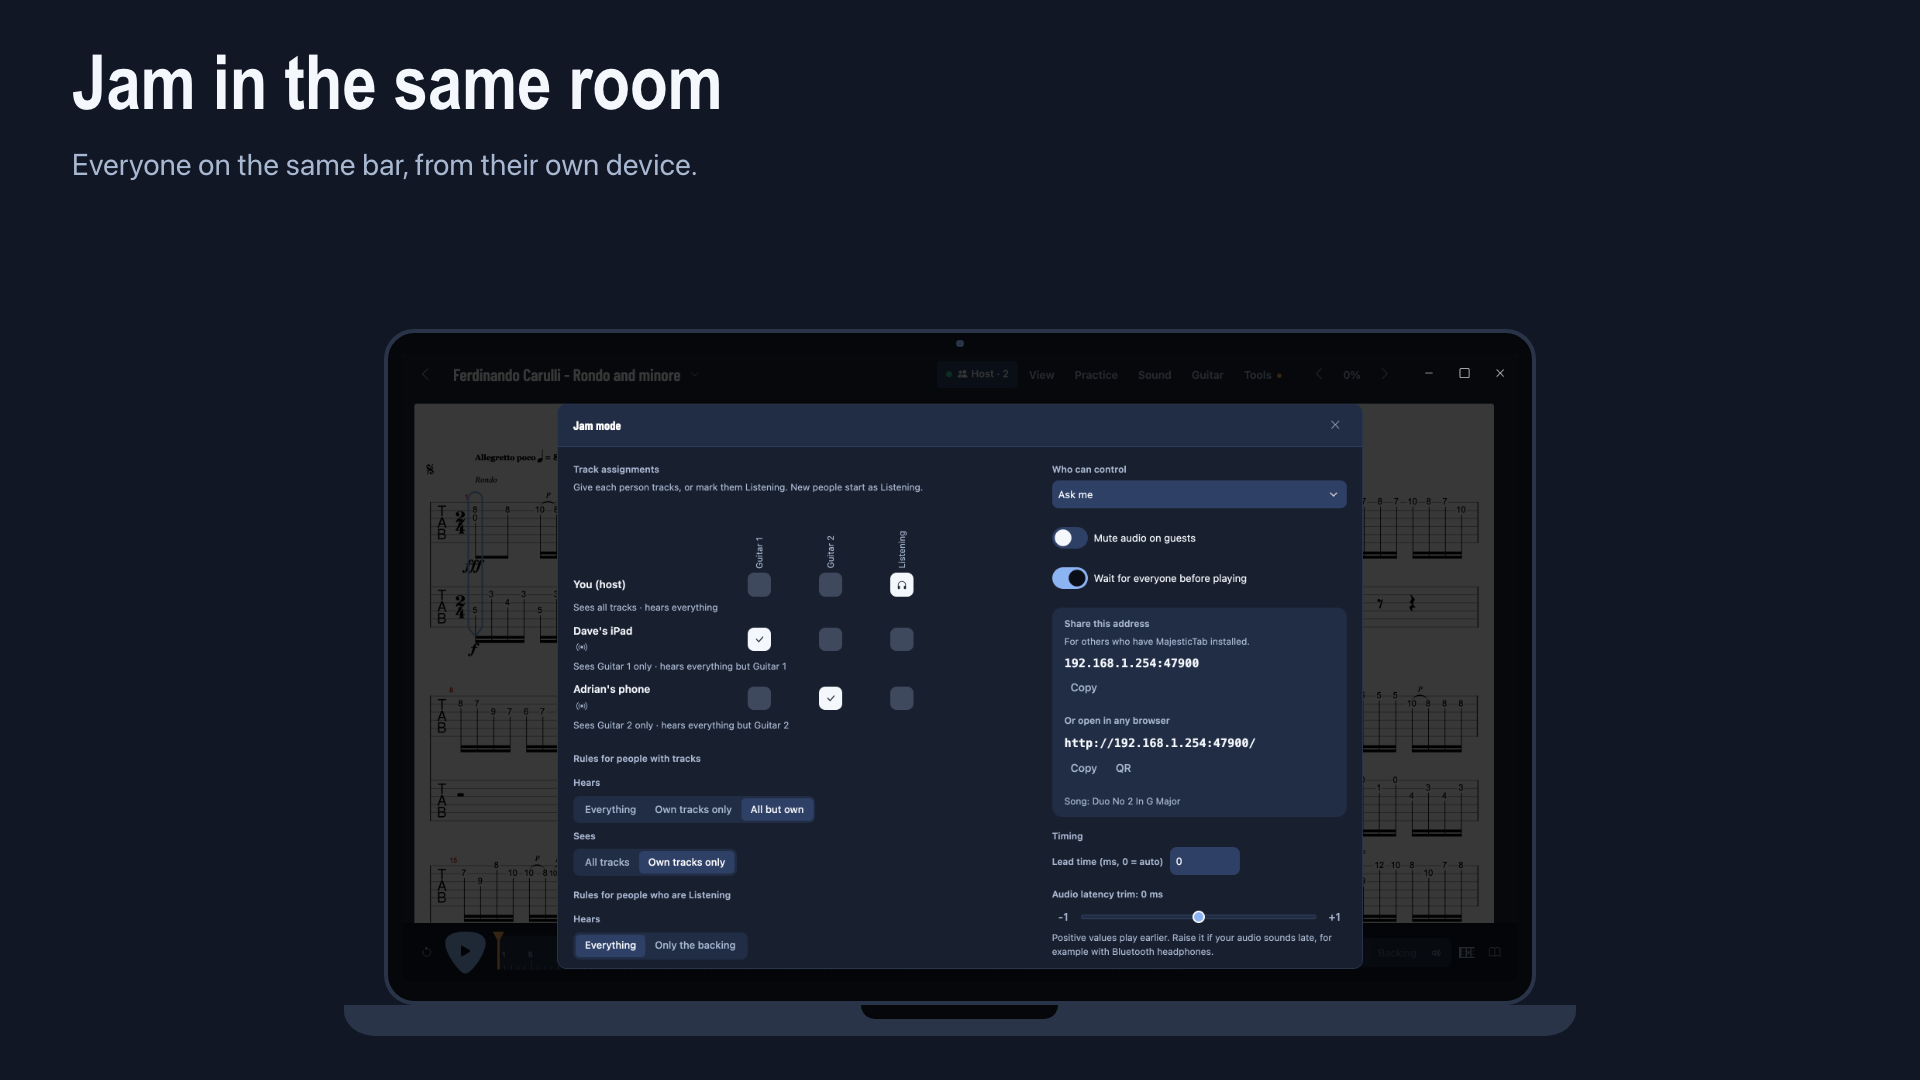 Jam in the same room
Everyone on the same bar, from their own device.
Ferdinando Carulli - Rondo and minore
Host · 2
View
Practice
Sound
Guitar
Tools
0%
Jam mode
Track assignments
Give each person tracks, or mark them Listening. New people start as Listening.
Guitar 1
Guitar 2
Listening
You (host)
Sees all tracks · hears everything
Dave's iPad
Sees Guitar 1 only · hears everything but Guitar 1
Adrian's phone
Sees Guitar 2 only · hears everything but Guitar 2
Rules for people with tracks
Hears
Everything
Own tracks only
All but own
Sees
All tracks
Own tracks only
Rules for people who are Listening
Hears
Everything
Only the backing
Who can control
Ask me
Mute audio on guests
Wait for everyone before playing
Share this address
For others who have MajesticTab installed.
192.168.1.254:47900
Copy
Or open in any browser
http://192.168.1.254:47900/
Copy
QR
Song: Duo No 2 In G Major
Timing
Lead time (ms, 0 = auto)
0
Audio latency trim: 0 ms
-1
+1
Positive values play earlier. Raise it if your audio sounds late, for
example with Bluetooth headphones.
Allegretto poco
Rondo
Backing